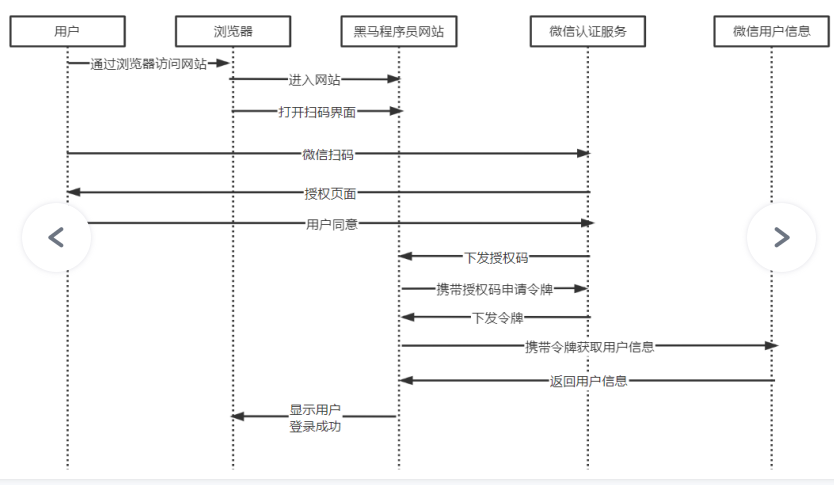 用户
浏览器
黑马程序员网站
微信认证服务
微信用户信息
通过浏览器访问网站
进入网站
打开扫码界面
微信扫码
授权页面
用户同意
下发授权码
携带授权码申请令牌
下发令牌
携带令牌获取用户信息
返回用户信息
显示用户
登录成功